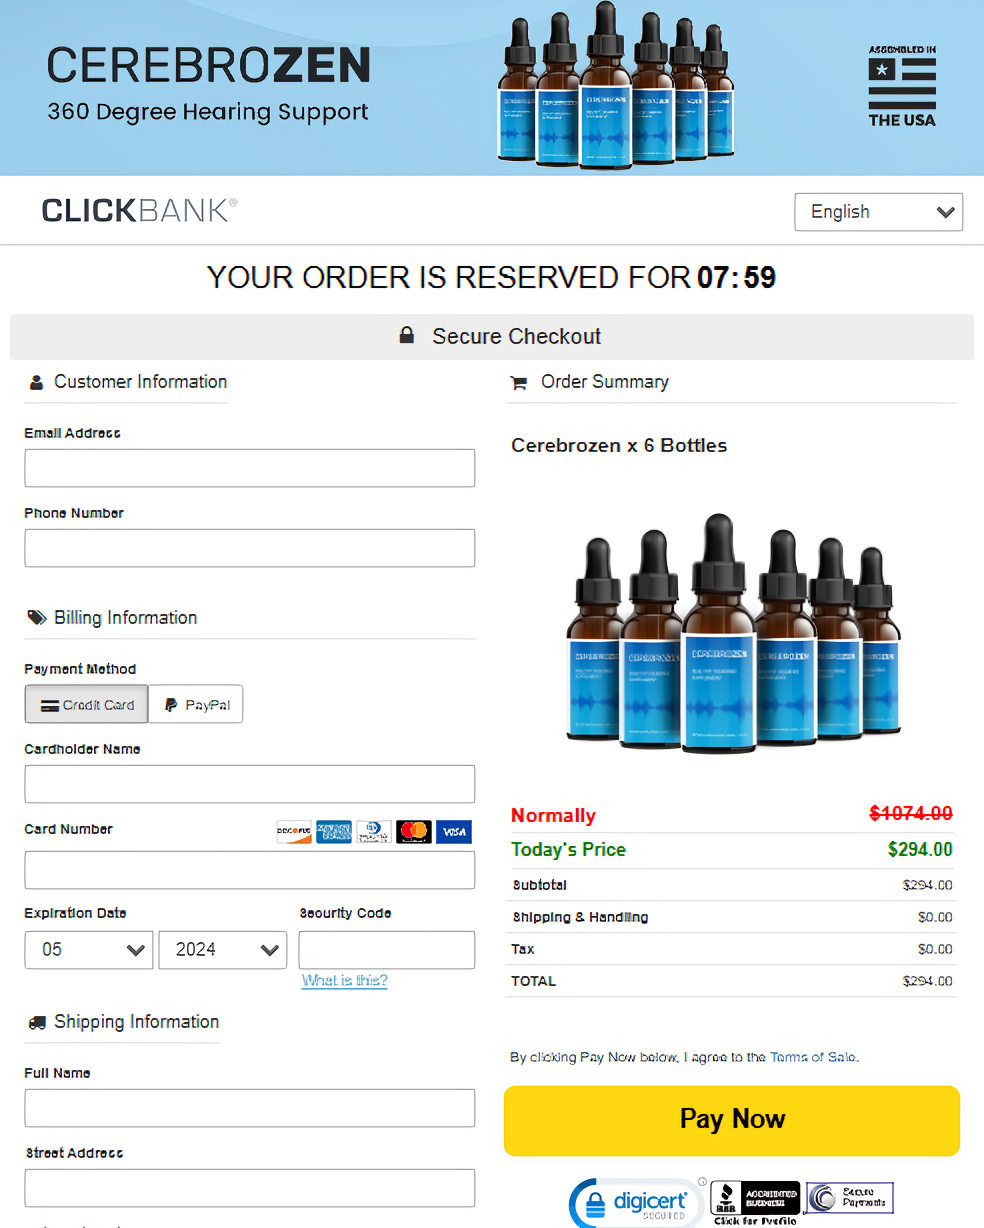 CEREBROZEN
360 Degree Hearing Support
ASSEMBLED IN
THE USA
CLICKBANK®
English
YOUR ORDER IS RESERVED FOR 07:59
Secure Checkout
Customer Information
Email Address
Phone Number
Billing Information
Payment Method
Credit Card
PayPal
Cardholder Name
Card Number
DISCOVER
VISA
Expiration Date
Security Code
05
2024
What is this?
Shipping Information
Full Name
Street Address
Order Summary
Cerebrozen x 6 Bottles
CEREBROZEN
Normally $1074.00
Today's Price $294.00
Subtotal $294.00
Shipping & Handling $0.00
Tax $0.00
TOTAL $294.00
By clicking Pay Now below, I agree to the Terms of Sale.
Pay Now
digicert®
SECURED
BBB
ACCREDITED
BUSINESS
Click for Profile
Secure
Payments